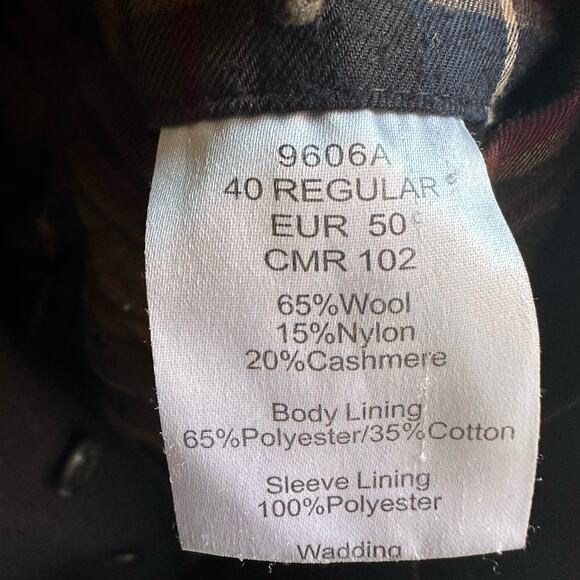 9606A
40 REGULAR
EUR 50
CMR 102
65%Wool
15%Nylon
20%Cashmere
Body Lining
65%Polyester/35%Cotton
Sleeve Lining
100%Polyester
Wadding